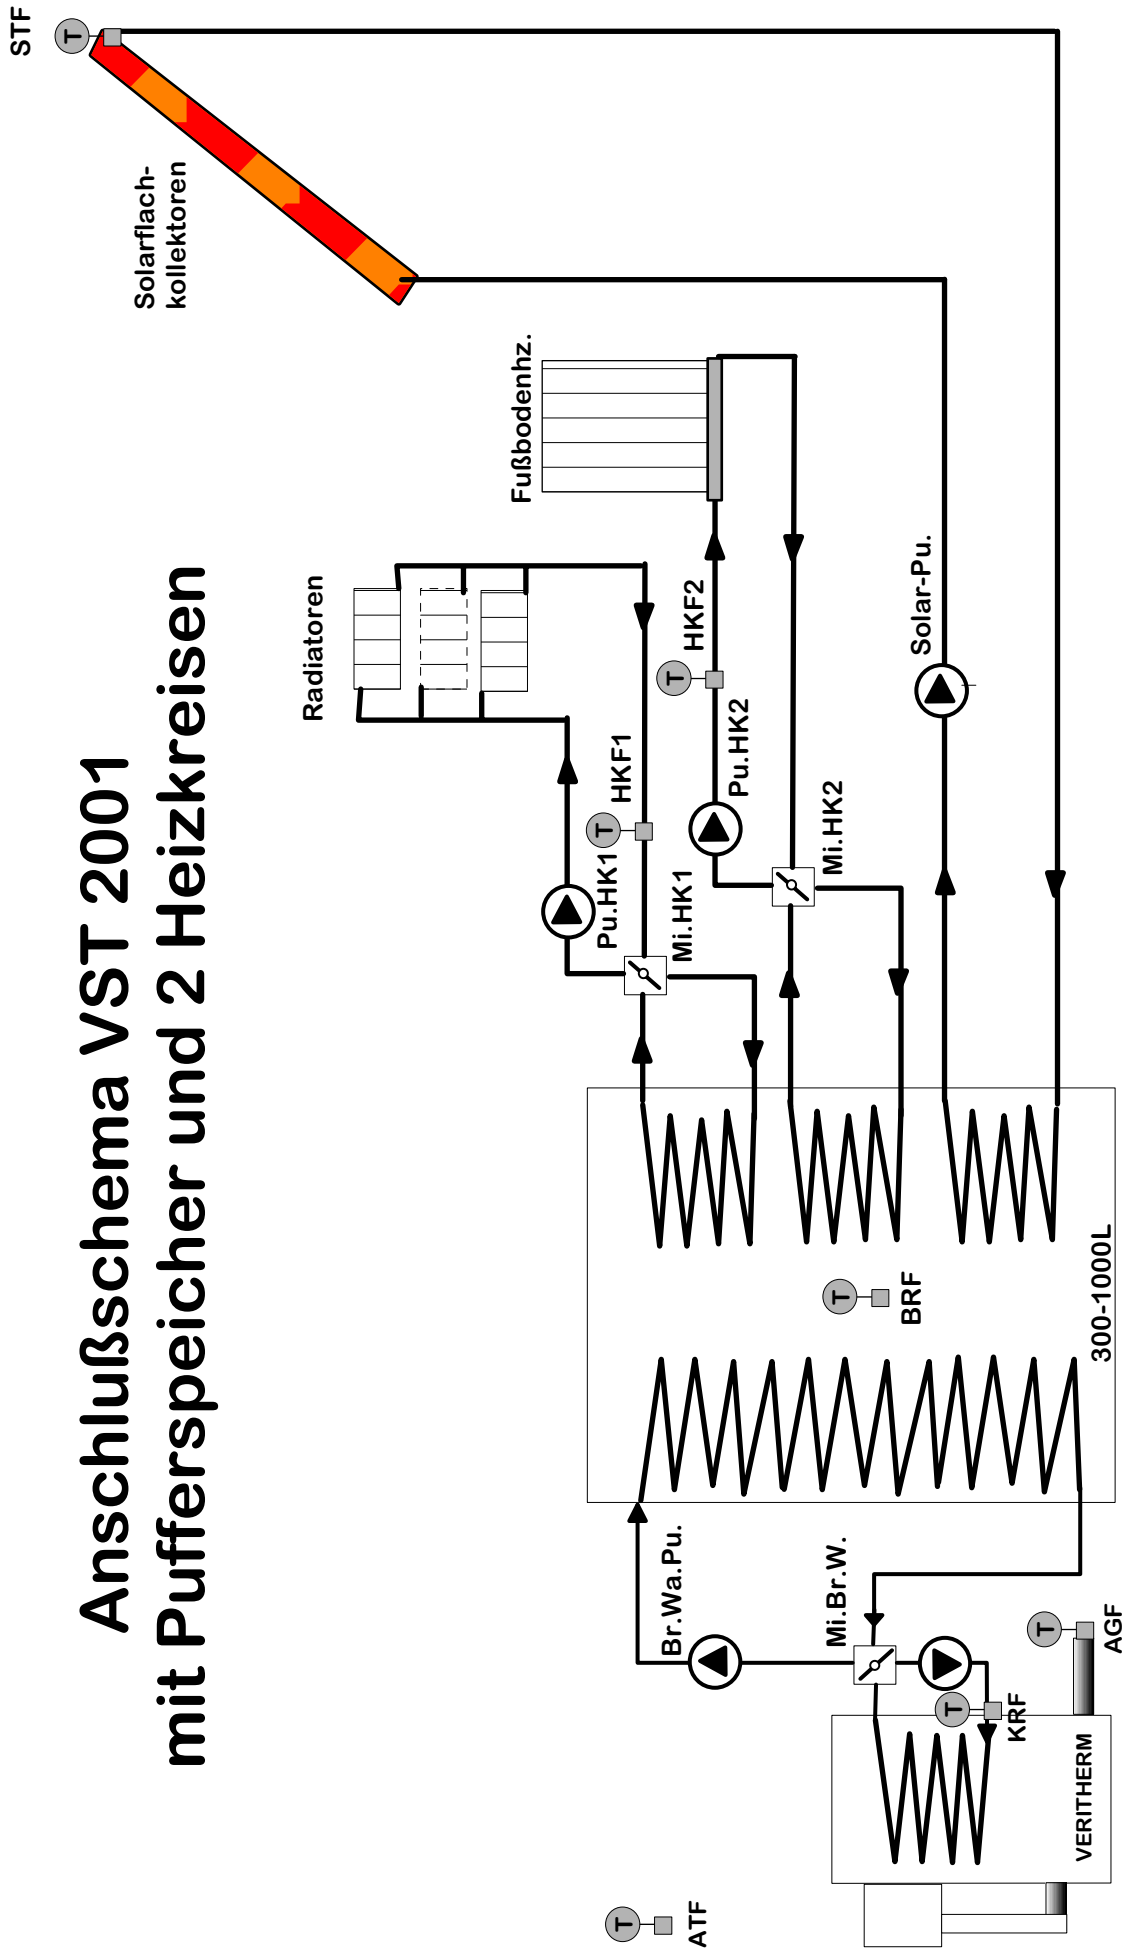 Anschlußschema VST 2001
mit Pufferspeicher und 2 Heizkreisen
STF
T
Solarflach-
kollektoren
Radiatoren
Fußbodenhz.
HKF1
T
Pu.HK1
Mi.HK1
HKF2
T
Pu.HK2
Mi.HK2
Solar-Pu.
T
BRF
300-1000L
Br.Wa.Pu.
Mi.Br.W.
T
AGF
T
KRF
VERITHERM
T
ATF